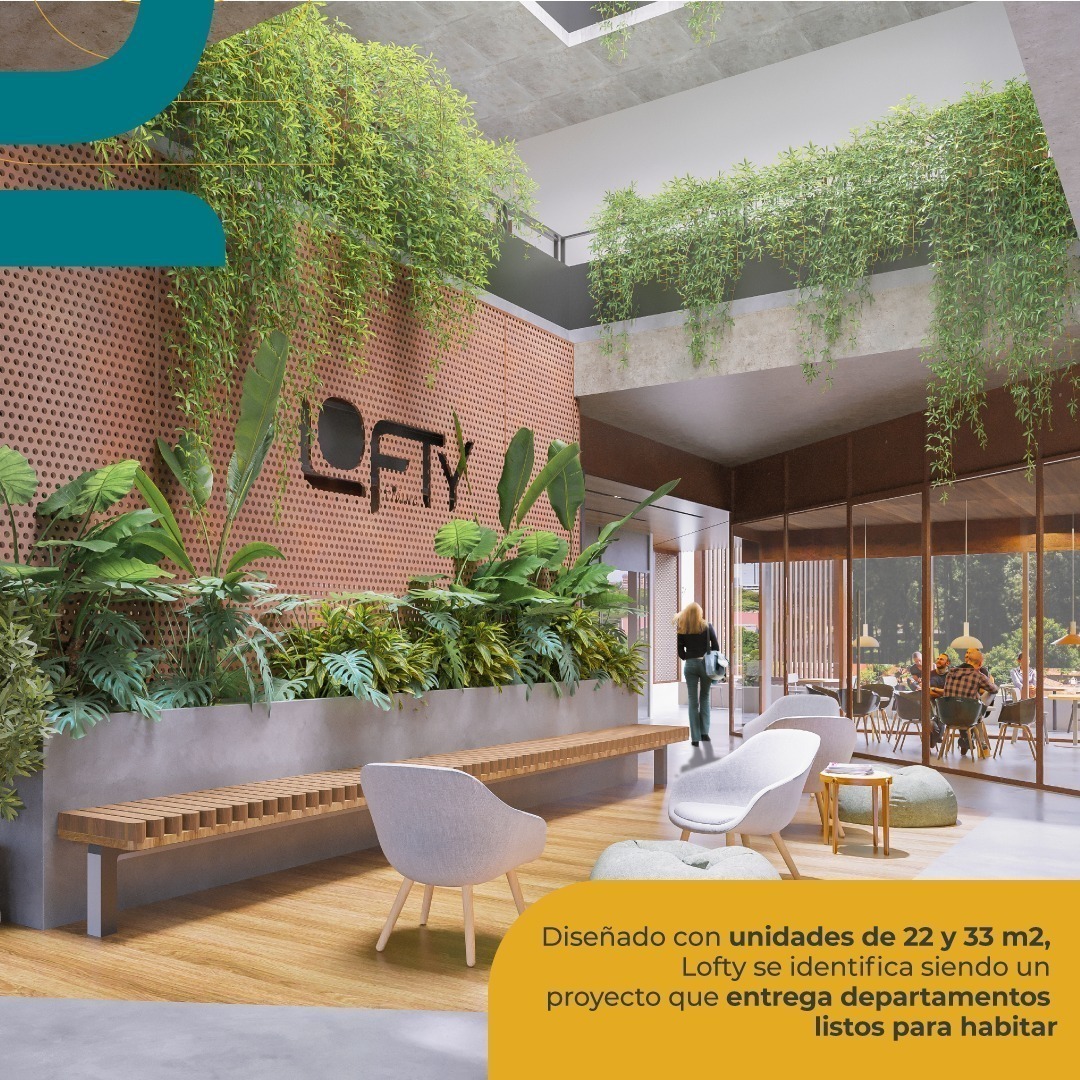 LOFTY
Diseñado con unidades de 22 y 33 m2,
Lofty se identifica siendo un
proyecto que entrega departamentos
listos para habitar